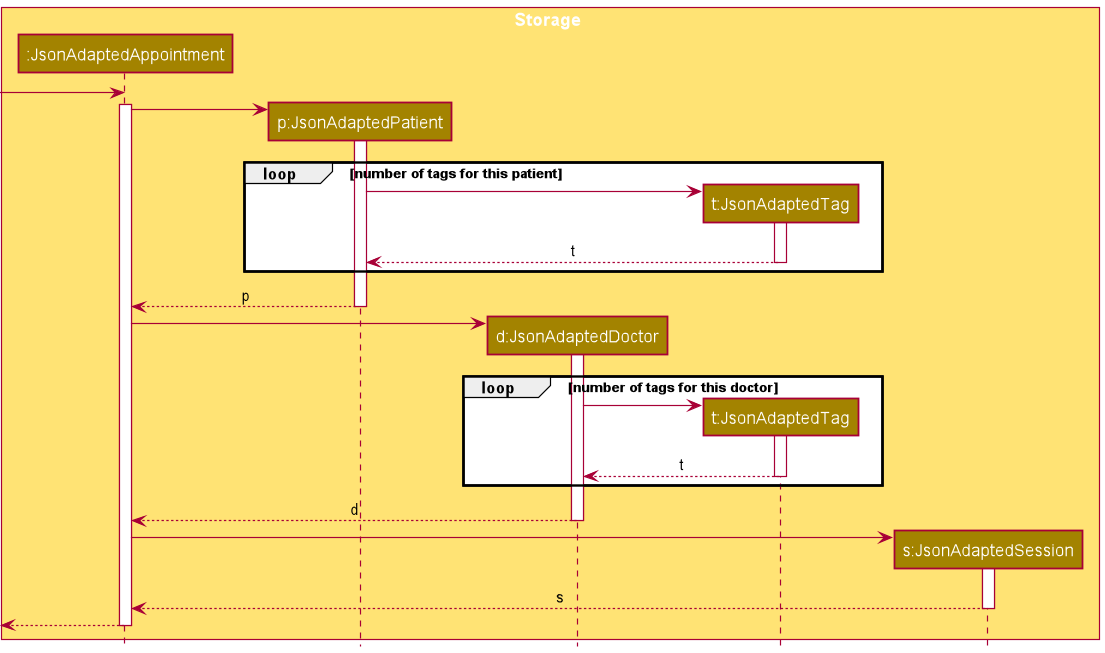 Storage
:JsonAdaptedAppointment
p:JsonAdaptedPatient
loop [number of tags for this patient]
t:JsonAdaptedTag
t
p
d:JsonAdaptedDoctor
loop [number of tags for this doctor]
t:JsonAdaptedTag
t
d
s:JsonAdaptedSession
s